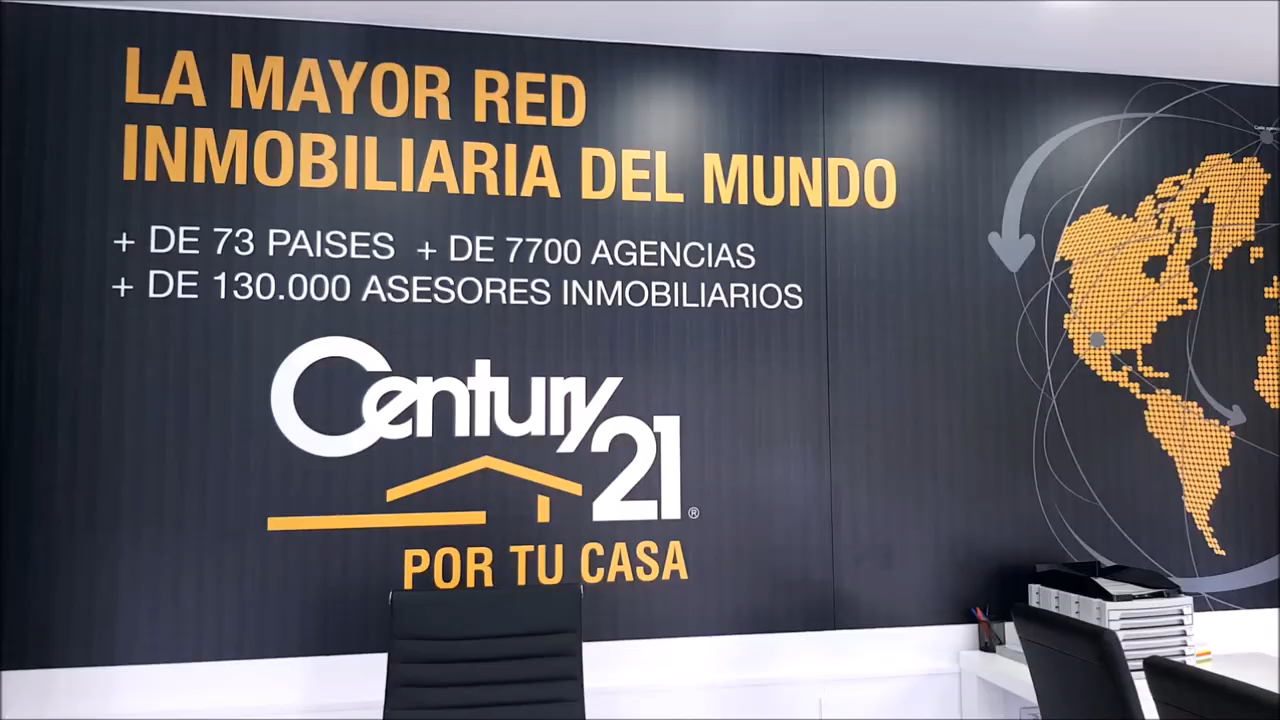 LA MAYOR RED
INMOBILIARIA DEL MUNDO
+ DE 73 PAISES + DE 7700 AGENCIAS
+ DE 130.000 ASESORES INMOBILIARIOS
Century
21®
POR TU CASA